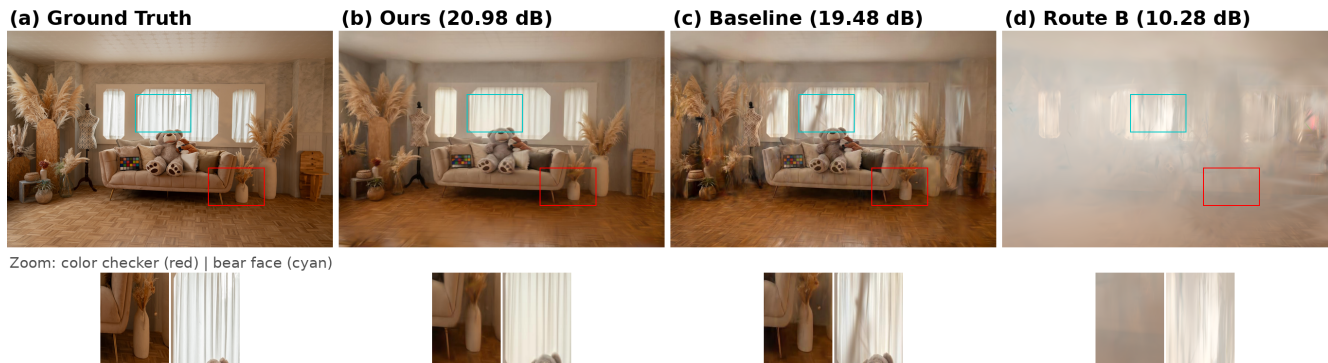 (a) Ground Truth
(b) Ours (20.98 dB)
(c) Baseline (19.48 dB)
(d) Route B (10.28 dB)
Zoom: color checker (red) | bear face (cyan)